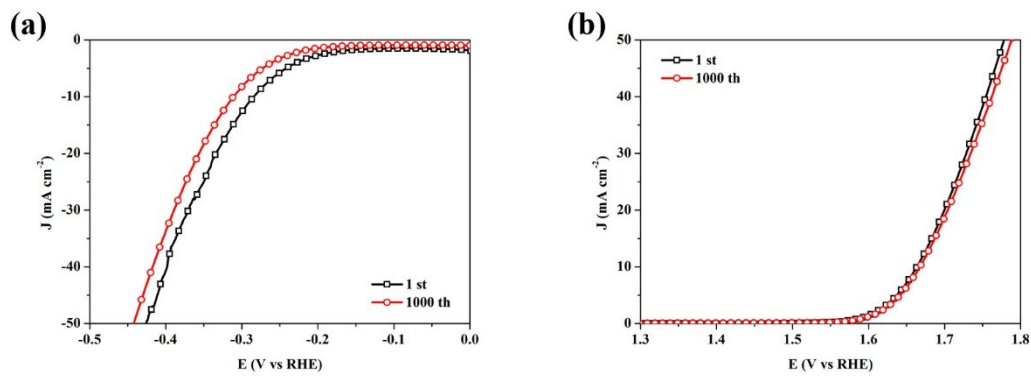 (a)
0
-10
-20
-30
-40
-50
J (mA cm-2)
-0.5
-0.4
-0.3
-0.2
-0.1
0.0
E (V vs RHE)
1 st
1000 th
(b)
50
40
30
20
10
0
J (mA cm-2)
1.3
1.4
1.5
1.6
1.7
1.8
E (V vs RHE)
1 st
1000 th